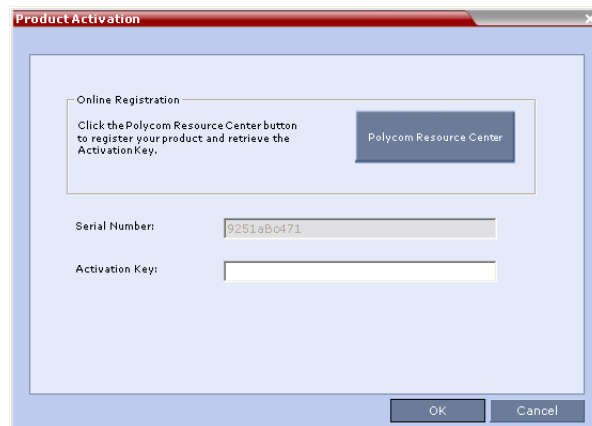 Product Activation
Online Registration
Click the Polycom Resource Center button
to register your product and retrieve the
Activation Key.
Polycom Resource Center
Serial Number:
9251aBc471
Activation Key:
OK
Cancel